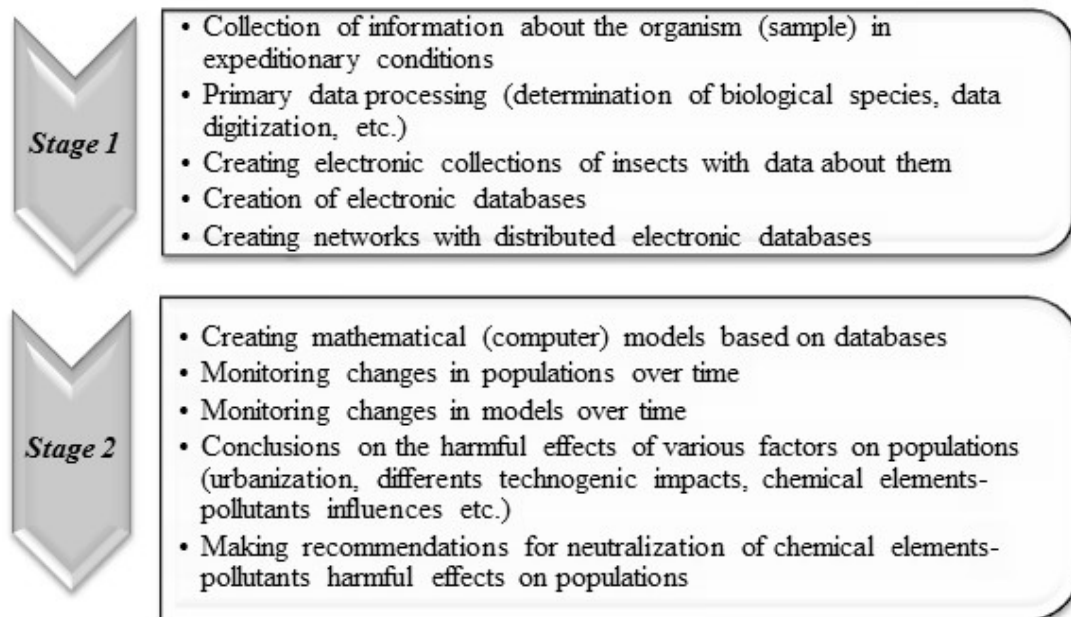 Stage 1
• Collection of information about the organism (sample) in
expeditionary conditions
• Primary data processing (determination of biological species, data
digitization, etc.)
• Creating electronic collections of insects with data about them
• Creation of electronic databases
• Creating networks with distributed electronic databases
Stage 2
• Creating mathematical (computer) models based on databases
• Monitoring changes in populations over time
• Monitoring changes in models over time
• Conclusions on the harmful effects of various factors on populations
(urbanization, differents technogenic impacts, chemical elements-
pollutants influences etc.)
• Making recommendations for neutralization of chemical elements-
pollutants harmful effects on populations